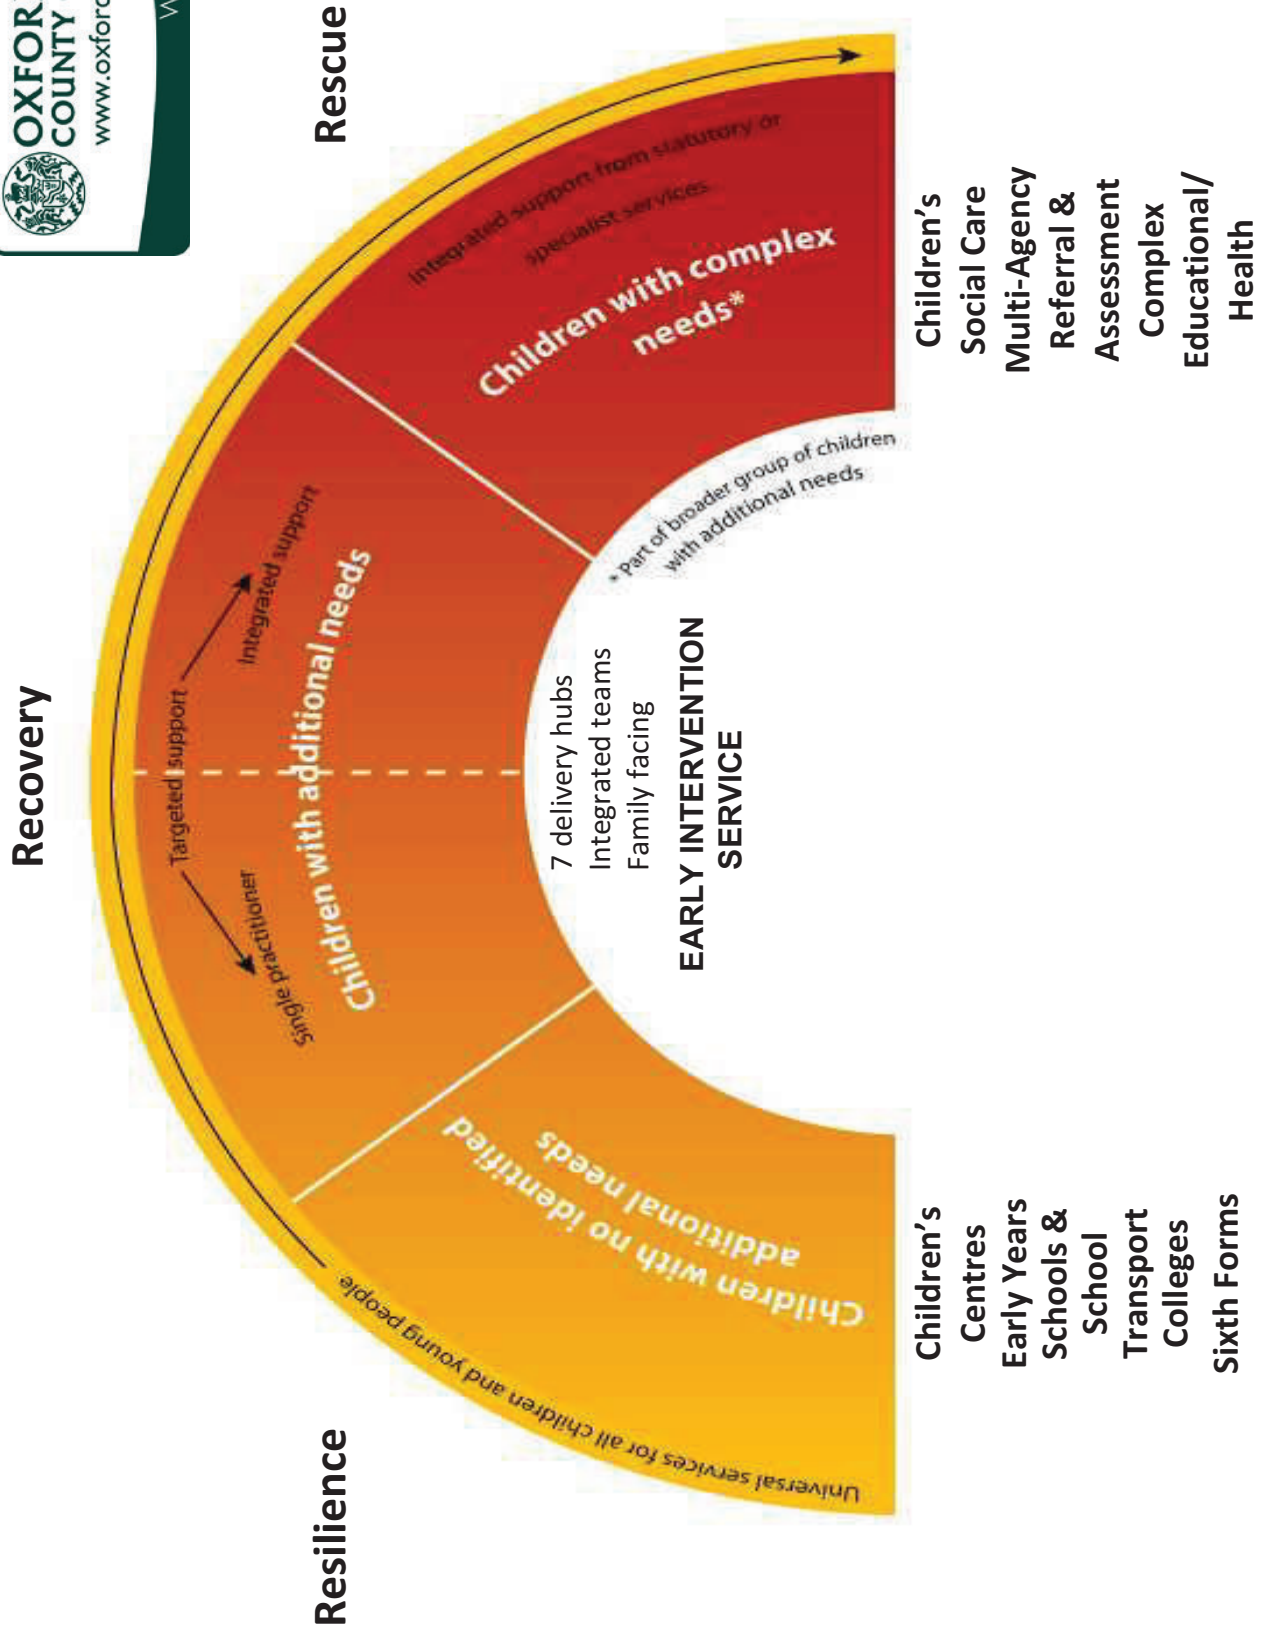 OXFOR
COUNTY
www.oxford
Resilience
Recovery
Rescue
Universal services for all children and young people
Children with no identified
additional needs
Targeted support
Single practitioner
Integrated support
Children with additional needs
Integrated support from statutory or
specialist services
Children with complex
needs*
* Part of broader group of children
with additional needs
7 delivery hubs
Integrated teams
Family facing
EARLY INTERVENTION
SERVICE
Children's
Centres
Early Years
Schools &
School
Transport
Colleges
Sixth Forms
Children's
Social Care
Multi-Agency
Referral &
Assessment
Complex
Educational/
Health